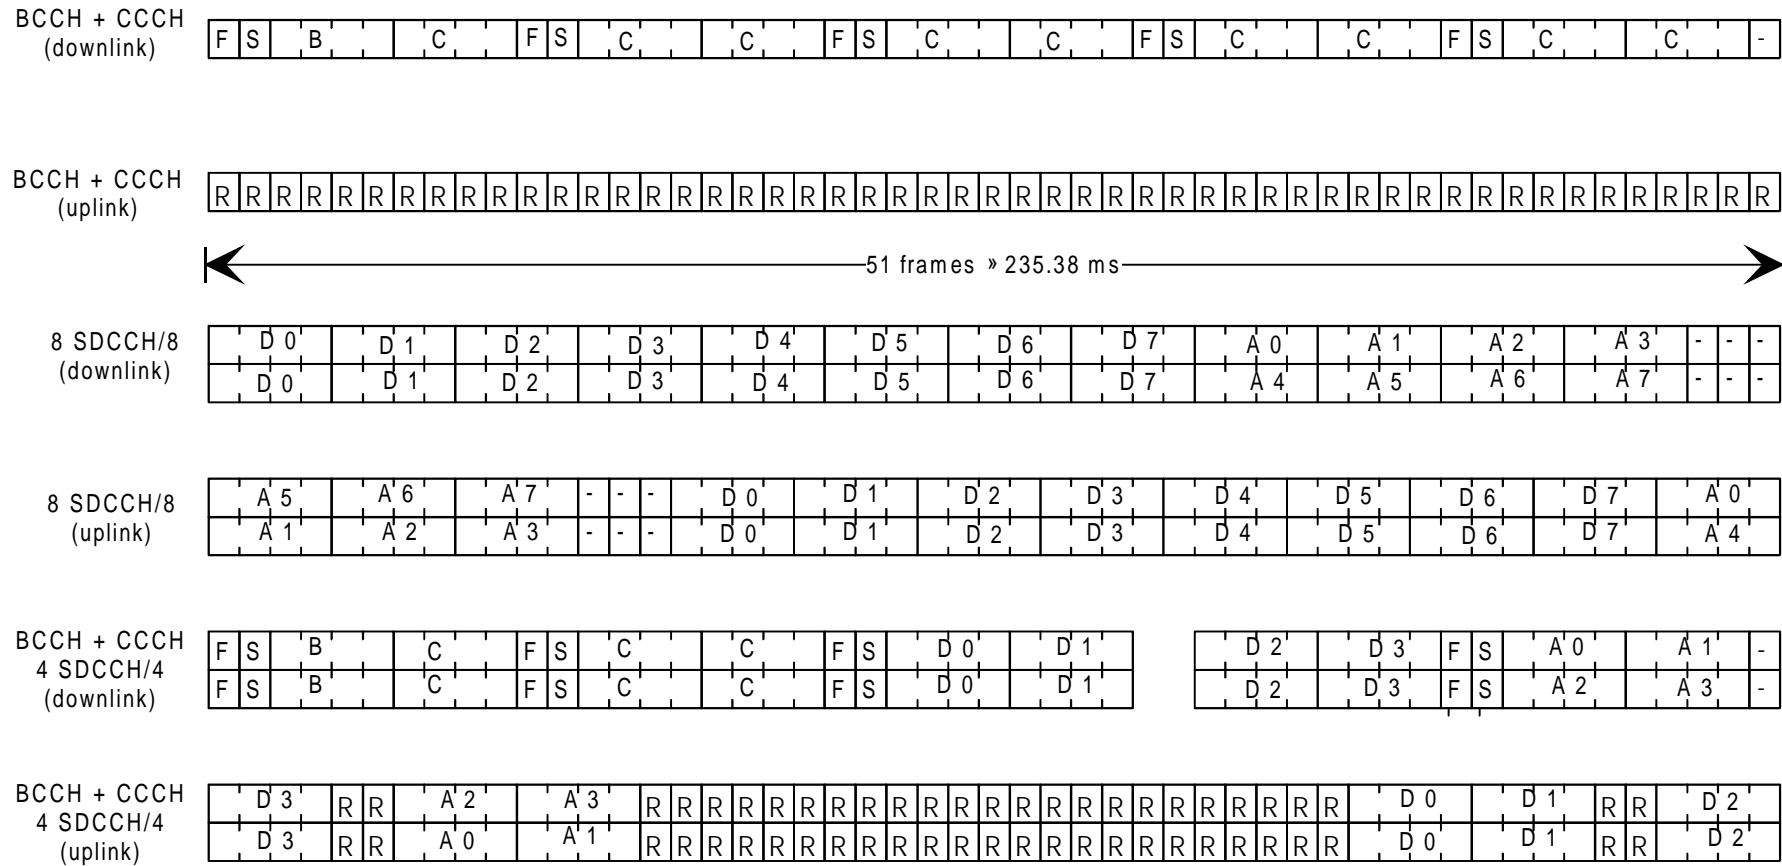 BCCH + CCCH
(downlink)
F S B C F S C C F S C C F S C C F S C C -
BCCH + CCCH
(uplink)
R R R R R R R R R R R R R R R R R R R R R R R R R R R R R R R R R R R R R R R R R R R R R R R R R R R
51 frames » 235.38 ms
8 SDCCH/8
(downlink)
D 0 D 1 D 2 D 3 D 4 D 5 D 6 D 7 A 0 A 1 A 2 A 3 - - -
D 0 D 1 D 2 D 3 D 4 D 5 D 6 D 7 A 4 A 5 A 6 A 7 - - -
8 SDCCH/8
(uplink)
A 5 A 6 A 7 - - - D 0 D 1 D 2 D 3 D 4 D 5 D 6 D 7 A 0
A 1 A 2 A 3 - - - D 0 D 1 D 2 D 3 D 4 D 5 D 6 D 7 A 4
BCCH + CCCH
4 SDCCH/4
(downlink)
F S B C F S C C F S D 0 D 1 D 2 D 3 F S A 0 A 1 -
F S B C F S C C F S D 0 D 1 D 2 D 3 F S A 2 A 3 -
BCCH + CCCH
4 SDCCH/4
(uplink)
D 3 R R A 2 A 3 R R R R R R R R R R R R R R R R R R R R R R R D 0 D 1 R R D 2
D 3 R R A 0 A 1 R R R R R R R R R R R R R R R R R R R R R R R D 0 D 1 R R D 2